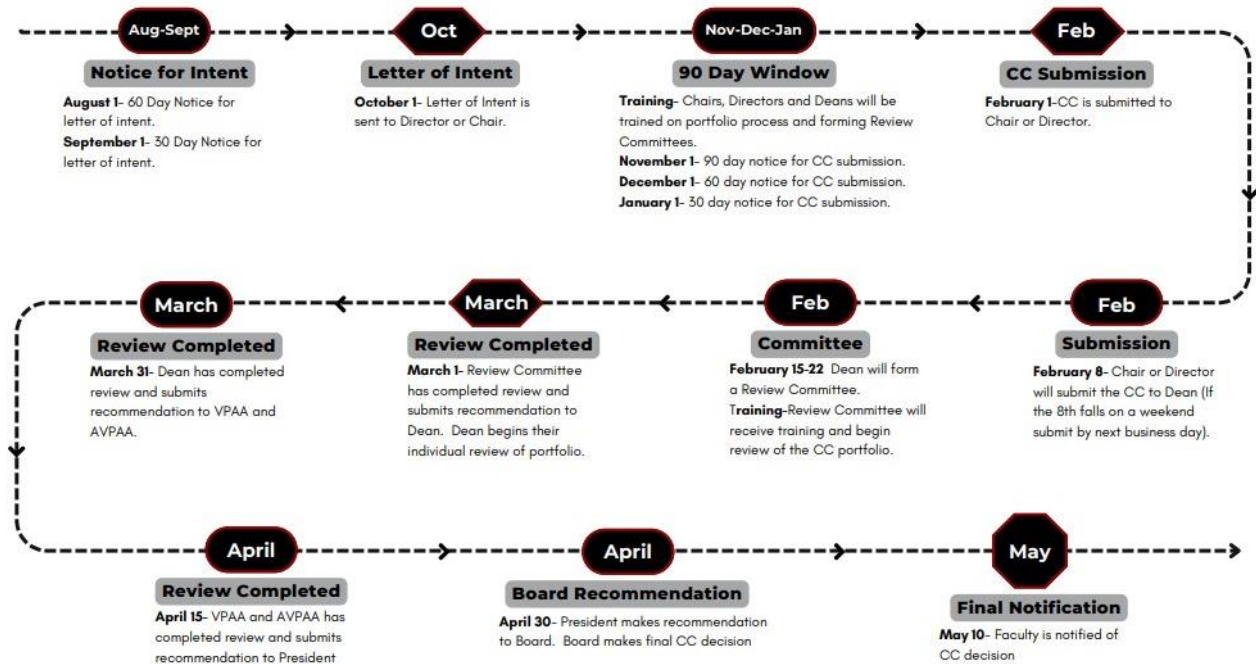 Aug-Sept
Notice for Intent
August 1- 60 Day Notice for
letter of intent.
September 1- 30 Day Notice for
letter of intent.
Oct
Letter of Intent
October 1- Letter of Intent is
sent to Director or Chair.
Nov-Dec-Jan
90 Day Window
Training- Chairs, Directors and Deans will be
trained on portfolio process and forming Review
Committees.
November 1- 90 day notice for CC submission.
December 1- 60 day notice for CC submission.
January 1- 30 day notice for CC submission.
Feb
CC Submission
February 1-CC is submitted to
Chair or Director.
Feb
Submission
February 8- Chair or Director
will submit the CC to Dean (If
the 8th falls on a weekend
submit by next business day).
Feb
Committee
February 15-22 Dean will form
a Review Committee.
Training-Review Committee will
receive training and begin
review of the CC portfolio.
March
Review Completed
March 1- Review Committee
has completed review and
submits recommendation to
Dean. Dean begins their
individual review of portfolio.
March
Review Completed
March 31- Dean has completed
review and submits
recommendation to VPAA and
AVPAA.
April
Review Completed
April 15- VPAA and AVPAA has
completed review and submits
recommendation to President
April
Board Recommendation
April 30- President makes recommendation
to Board. Board makes final CC decision
May
Final Notification
May 10- Faculty is notified of
CC decision